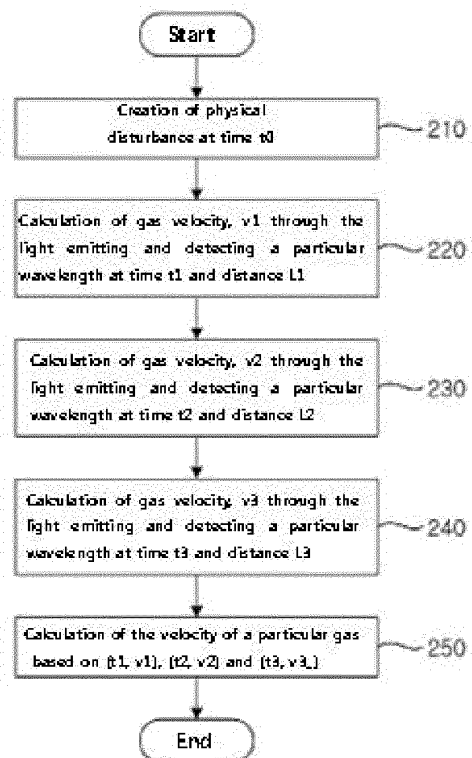 Start
Creation of physical
disturbance at time t0
210
Calculation of gas velocity, v1 through the
light emitting and detecting a particular
wavelength at time t1 and distance L1
220
Calculation of gas velocity, v2 through the
light emitting and detecting a particular
wavelength at time t2 and distance L2
230
Calculation of gas velocity, v3 through the
light emitting and detecting a particular
wavelength at time t3 and distance L3
240
Calculation of the velocity of a particular gas
based on (t1, v1), (t2, v2) and (t3, v3_)
250
End